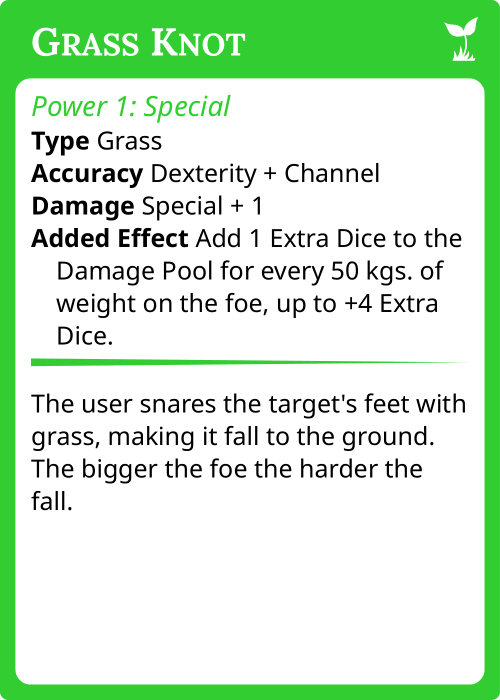 Grass Knot
Power 1: Special
Type Grass
Accuracy Dexterity + Channel
Damage Special + 1
Added Effect Add 1 Extra Dice to the
Damage Pool for every 50 kgs. of
weight on the foe, up to +4 Extra
Dice.
The user snares the target's feet with
grass, making it fall to the ground.
The bigger the foe the harder the
fall.